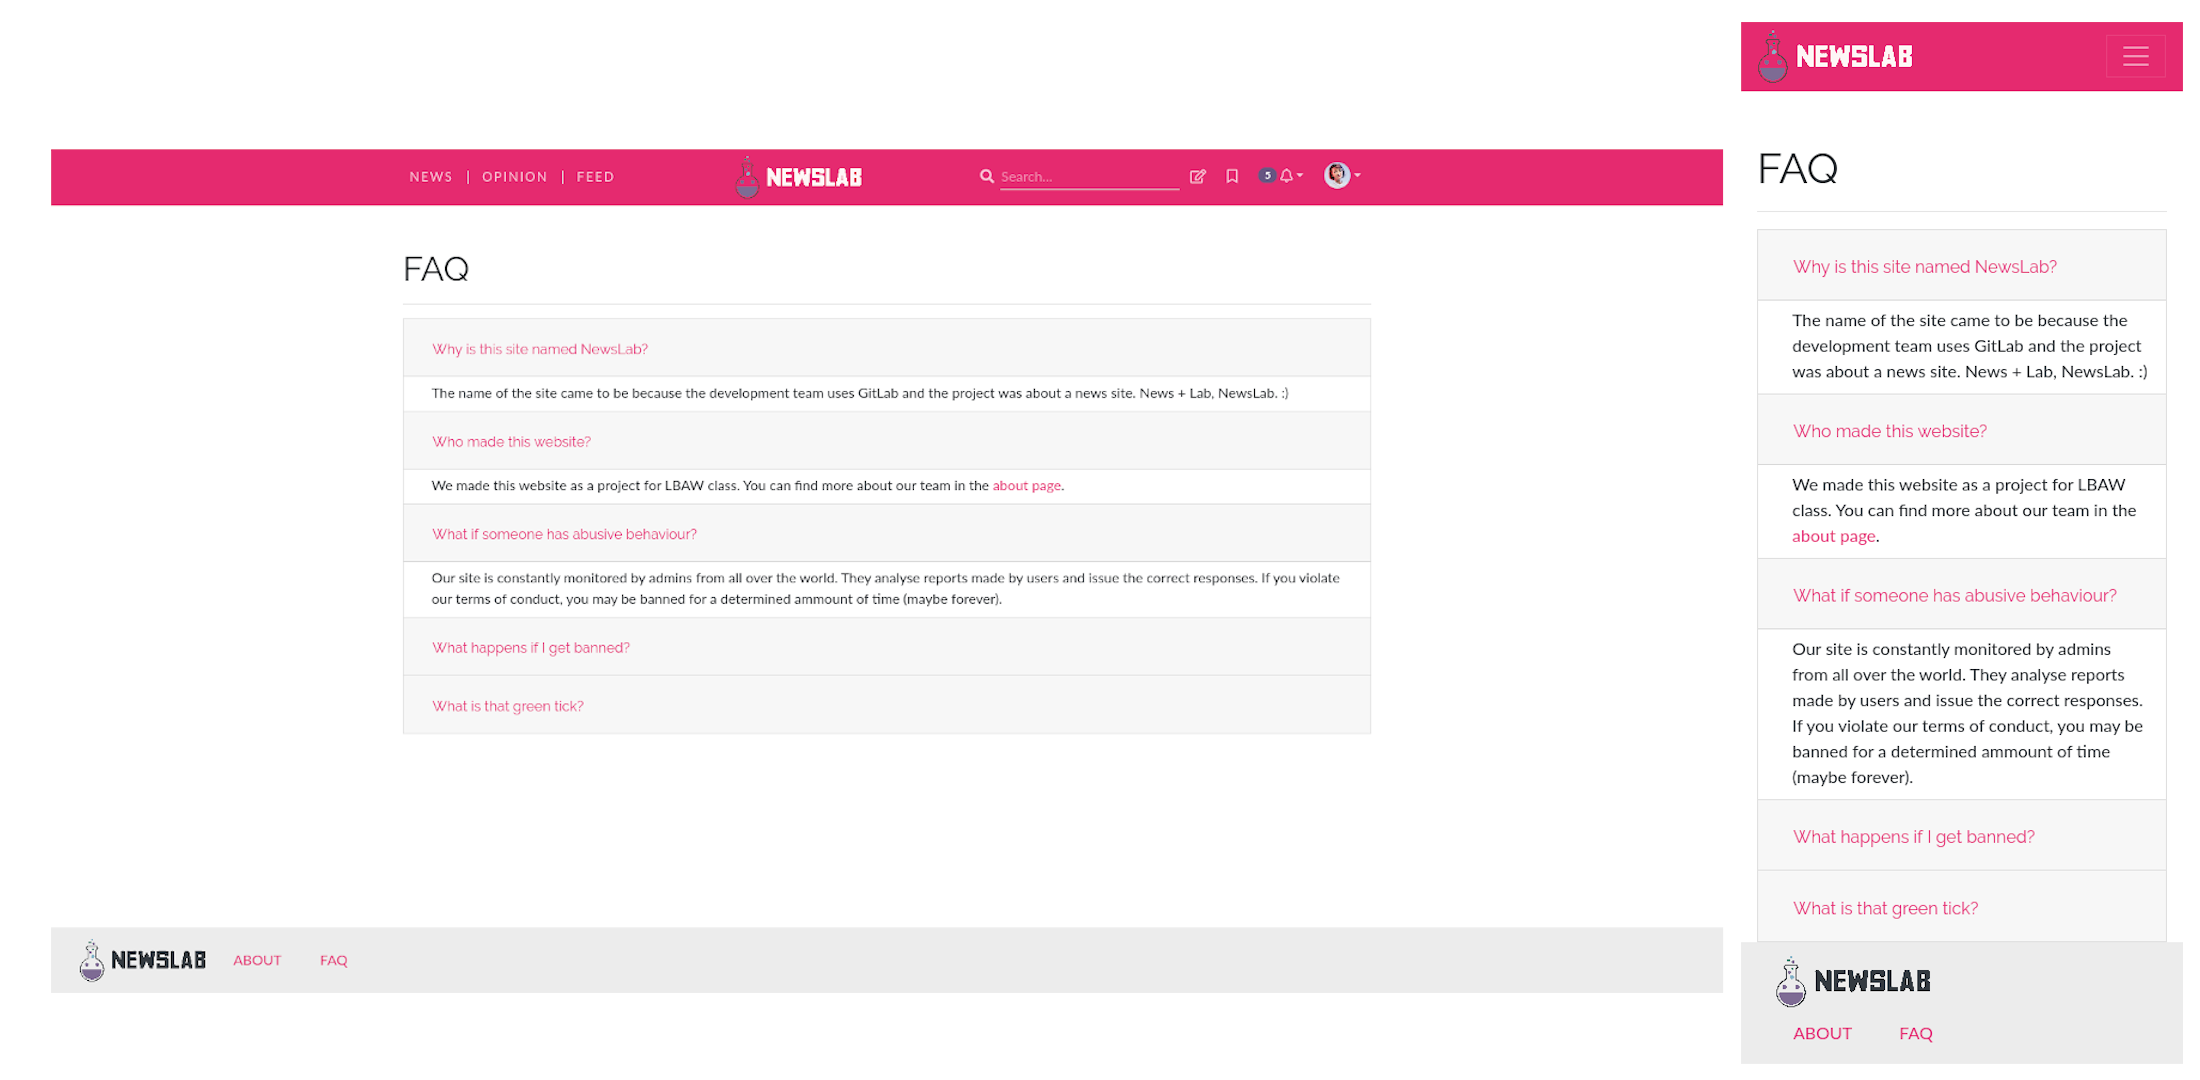 NEWS | OPINION | FEED
NEWSLAB
Search...
5
FAQ
Why is this site named NewsLab?
The name of the site came to be because the development team uses GitLab and the project was about a news site. News + Lab, NewsLab. :)
Who made this website?
We made this website as a project for LBAW class. You can find more about our team in the about page.
What if someone has abusive behaviour?
Our site is constantly monitored by admins from all over the world. They analyse reports made by users and issue the correct responses. If you violate
our terms of conduct, you may be banned for a determined ammount of time (maybe forever).
What happens if I get banned?
What is that green tick?
NEWSLAB ABOUT FAQ
NEWSLAB
FAQ
Why is this site named NewsLab?
The name of the site came to be because the
development team uses GitLab and the project
was about a news site. News + Lab, NewsLab. :)
Who made this website?
We made this website as a project for LBAW
class. You can find more about our team in the
about page.
What if someone has abusive behaviour?
Our site is constantly monitored by admins
from all over the world. They analyse reports
made by users and issue the correct responses.
If you violate our terms of conduct, you may be
banned for a determined ammount of time
(maybe forever).
What happens if I get banned?
What is that green tick?
NEWSLAB
ABOUT FAQ